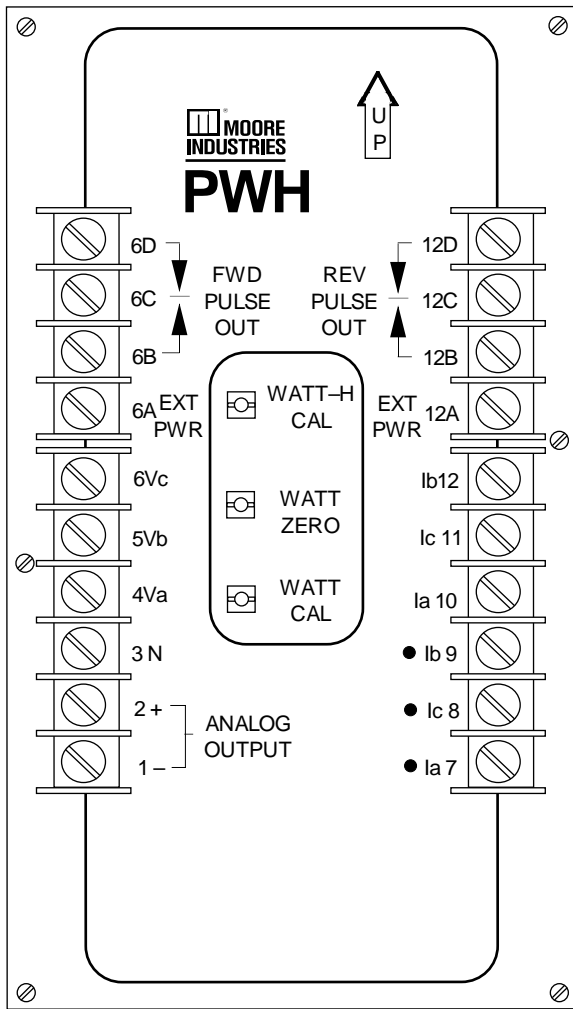 U
P
MOORE
INDUSTRIES
®
PWH
6D
6C
6B
6A
FWD
PULSE
OUT
REV
PULSE
OUT
12D
12C
12B
12A
EXT
PWR
EXT
PWR
WATT–H
CAL
WATT
ZERO
WATT
CAL
6Vc
5Vb
4Va
3 N
2 +
1 –
ANALOG
OUTPUT
Ib12
Ic 11
Ia 10
● Ib 9
● Ic 8
● Ia 7